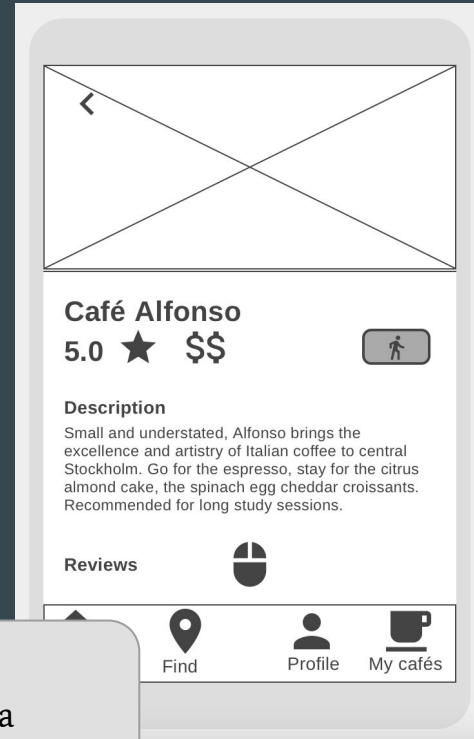 Café Alfonso
5.0 $$
Description
Small and understated, Alfonso brings the
excellence and artistry of Italian coffee to central
Stockholm. Go for the espresso, stay for the citrus
almond cake, the spinach egg cheddar croissants.
Recommended for long study sessions.
Reviews
Find Profile My cafés
a